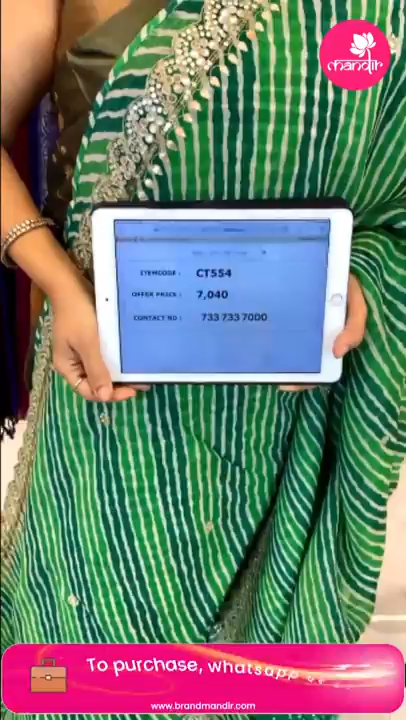 mandir
ITEMCODE : CT554
OFFER PRICE : 7,040
CONTACT NO : 733 733 7000
To purchase, whatsapp
www.brandmandir.com